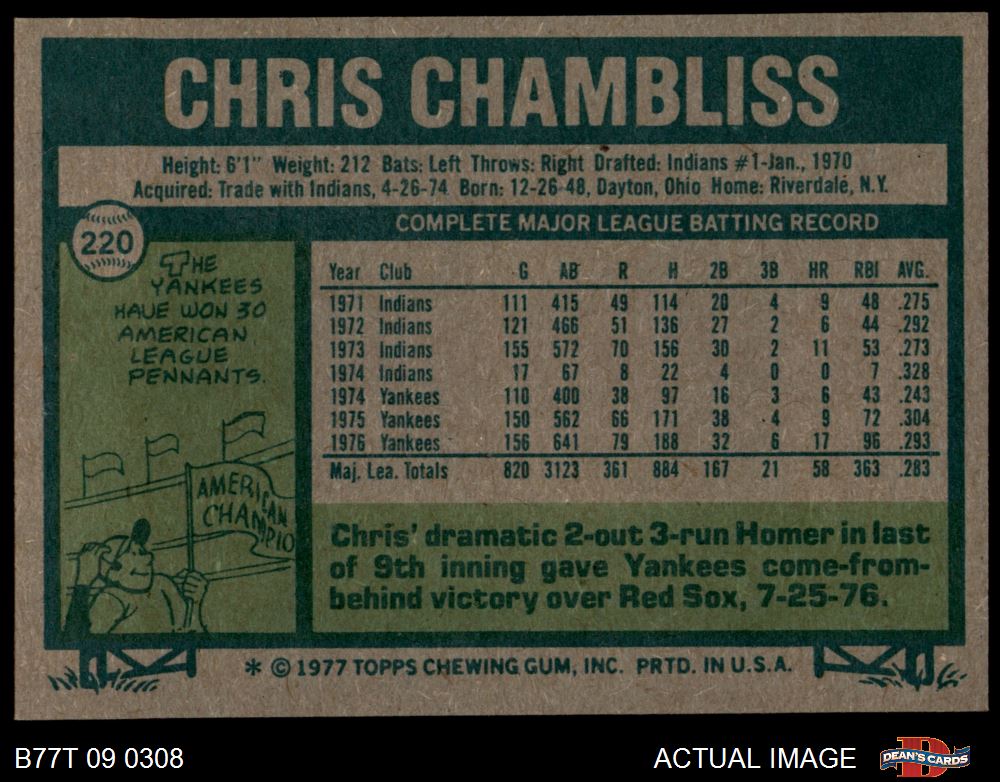 CHRIS CHAMBLISS
Height: 6'1" Weight: 212 Bats: Left Throws: Right Drafted: Indians #1-Jan., 1970
Acquired: Trade with Indians, 4-26-74 Born: 12-26-48, Dayton, Ohio Home: Riverdale, N.Y.
220
THE
YANKEES
HAVE WON 30
AMERICAN
LEAGUE
PENNANTS.
AMERICAN
CHAMPIO
COMPLETE MAJOR LEAGUE BATTING RECORD
Year Club G AB R H 2B 3B HR RBI AVG.
1971 Indians 111 415 49 114 20 4 9 48 .275
1972 Indians 121 466 51 136 27 2 6 44 .292
1973 Indians 155 572 70 156 30 2 11 53 .273
1974 Indians 17 67 8 22 4 0 0 7 .328
1974 Yankees 110 400 38 97 16 3 6 43 .243
1975 Yankees 150 562 66 171 38 4 9 72 .304
1976 Yankees 156 641 79 188 32 6 17 96 .293
Maj. Lea. Totals 820 3123 361 884 167 21 58 363 .283
Chris' dramatic 2-out 3-run Homer in last
of 9th inning gave Yankees come-from-
behind victory over Red Sox, 7-25-76.
* © 1977 TOPPS CHEWING GUM, INC. PRTD. IN U.S.A.
B77T 09 0308
ACTUAL IMAGE
DEAN'S CARDS